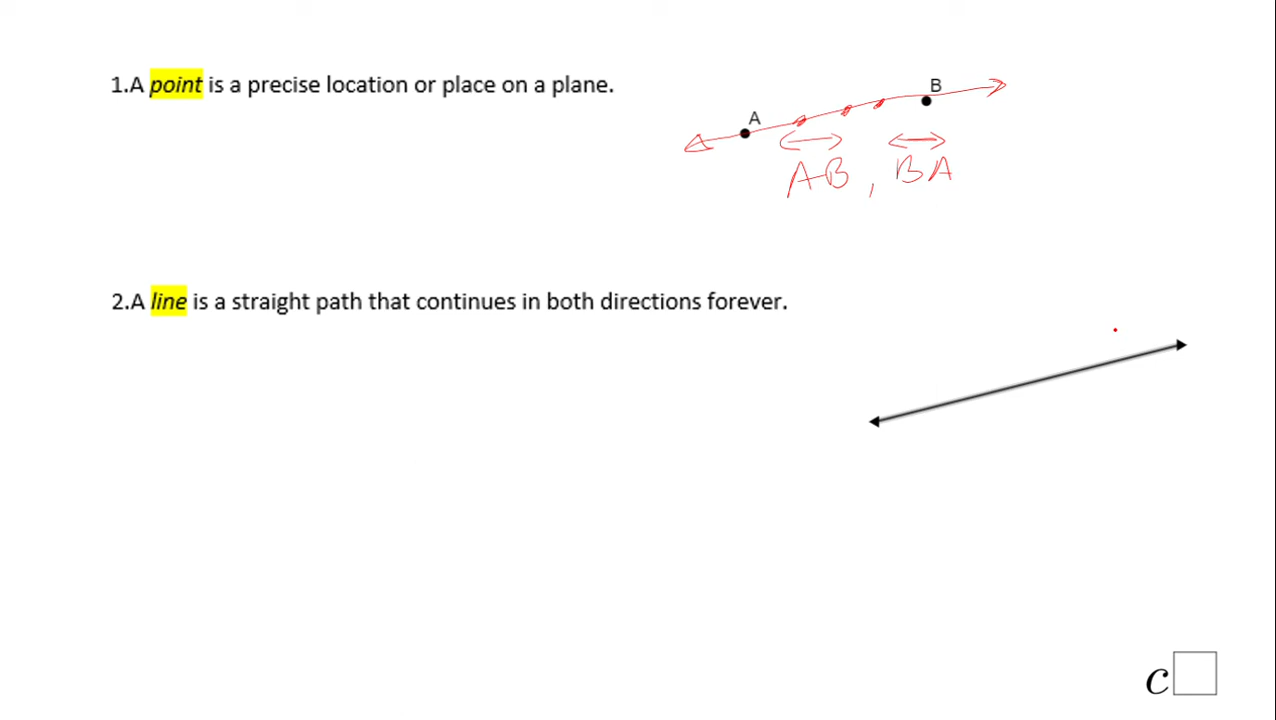 1.A point is a precise location or place on a plane.
A
B
AB, BA
2.A line is a straight path that continues in both directions forever.
c